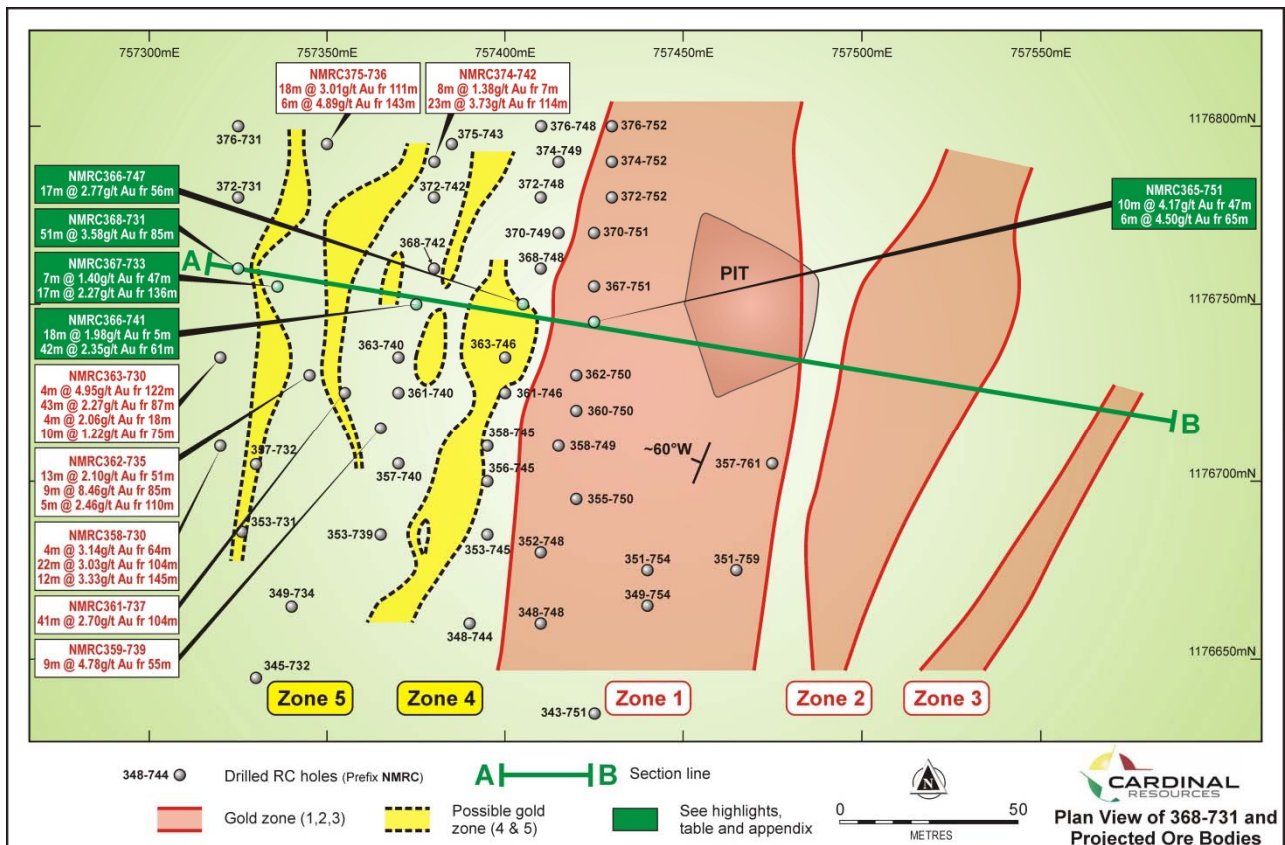 757300mE
757350mE
757400mE
757450mE
757500mE
757550mE
NMRC375-736
18m @ 3.01g/t Au fr 111m
6m @ 4.89g/t Au fr 143m
NMRC374-742
8m @ 1.38g/t Au fr 7m
23m @ 3.73g/t Au fr 114m
376-731
375-743
376-748
376-752
1176800mN
374-749
374-752
NMRC366-747
17m @ 2.77g/t Au fr 56m
372-731
372-742
372-748
372-752
NMRC365-751
10m @ 4.17g/t Au fr 47m
6m @ 4.50g/t Au fr 65m
NMRC368-731
51m @ 3.58g/t Au fr 85m
370-749
370-751
368-742
368-748
A
PIT
NMRC367-733
7m @ 1.40g/t Au fr 47m
17m @ 2.27g/t Au fr 136m
367-751
1176750mN
NMRC366-741
18m @ 1.98g/t Au fr 5m
42m @ 2.35g/t Au fr 61m
363-740
363-746
NMRC363-730
4m @ 4.95g/t Au fr 122m
43m @ 2.27g/t Au fr 87m
4m @ 2.06g/t Au fr 18m
10m @ 1.22g/t Au fr 75m
362-750
361-740
361-746
360-750
B
358-745
358-749
357-732
~60°W
357-761
NMRC362-735
13m @ 2.10g/t Au fr 51m
9m @ 8.46g/t Au fr 85m
5m @ 2.46g/t Au fr 110m
357-740
356-745
1176700mN
355-750
353-731
353-739
353-745
NMRC358-730
4m @ 3.14g/t Au fr 64m
22m @ 3.03g/t Au fr 104m
12m @ 3.33g/t Au fr 145m
352-748
351-754
351-759
349-734
349-754
NMRC361-737
41m @ 2.70g/t Au fr 104m
348-744
348-748
NMRC359-739
9m @ 4.78g/t Au fr 55m
345-732
1176650mN
Zone 5
Zone 4
Zone 1
Zone 2
Zone 3
343-751
348-744
Drilled RC holes (Prefix NMRC)
A
B
Section line
N
CARDINAL
RESOURCES
Gold zone (1,2,3)
Possible gold
zone (4 & 5)
See highlights,
table and appendix
0
50
METRES
Plan View of 368-731 and
Projected Ore Bodies